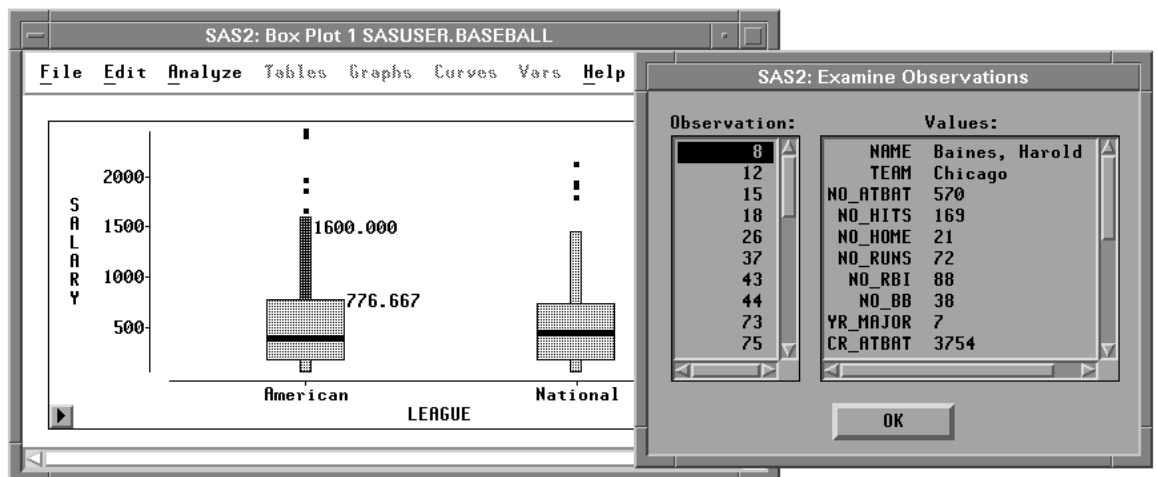 SAS2: Box Plot 1 SASUSER.BASEBALL
File Edit Analyze Tables Graphs Curves Vars Help
SALARY
2000
1500
1000
500
1600.000
776.667
American National
LEAGUE
SAS2: Examine Observations
Observation: Values:
8 NAME Baines, Harold
12 TEAM Chicago
15 NO_ATBAT 570
18 NO_HITS 169
26 NO_HOME 21
37 NO_RUNS 72
43 NO_RBI 88
44 NO_BB 38
73 YR_MAJOR 7
75 CR_ATBAT 3754
OK